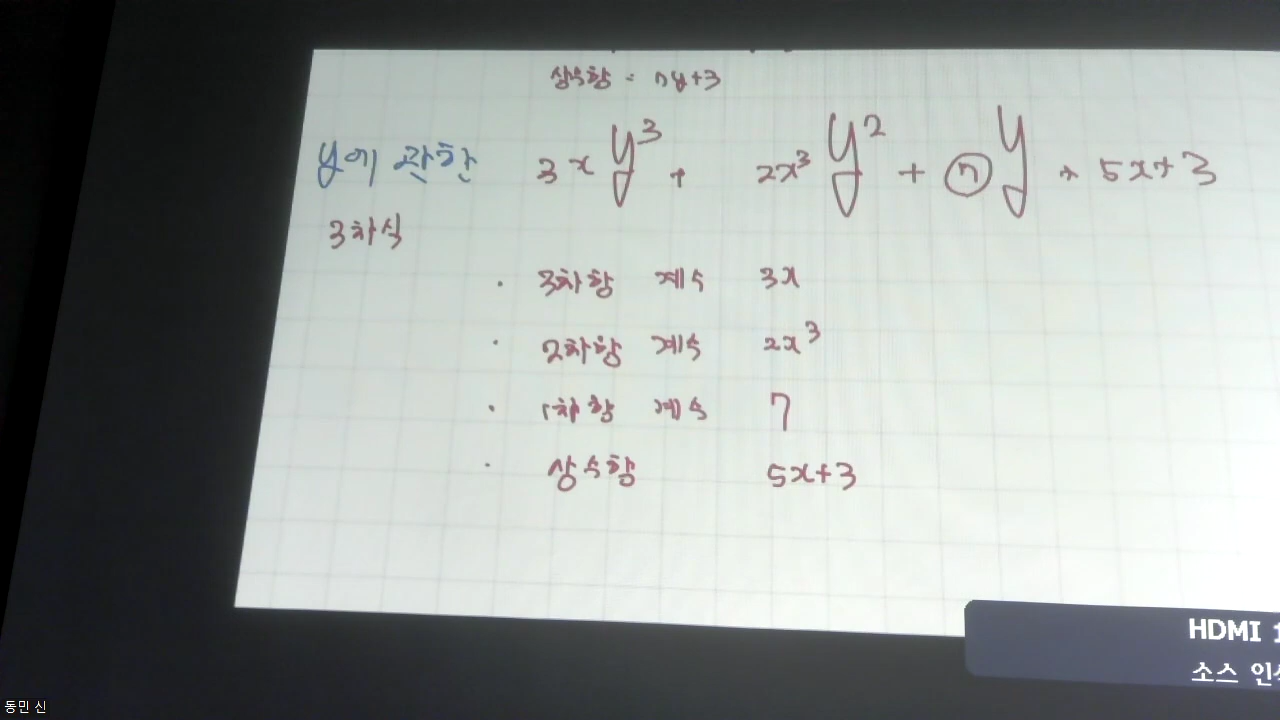 상수항 = 7y+3
y에 관한 3xy³ + 2x³y² + 7y + 5x+3
3차식
· 3차항 계수 3x
· 2차항 계수 2x³
· 1차항 계수 7
· 상수항 5x+3
HDMI 1
소스 인
동민 신